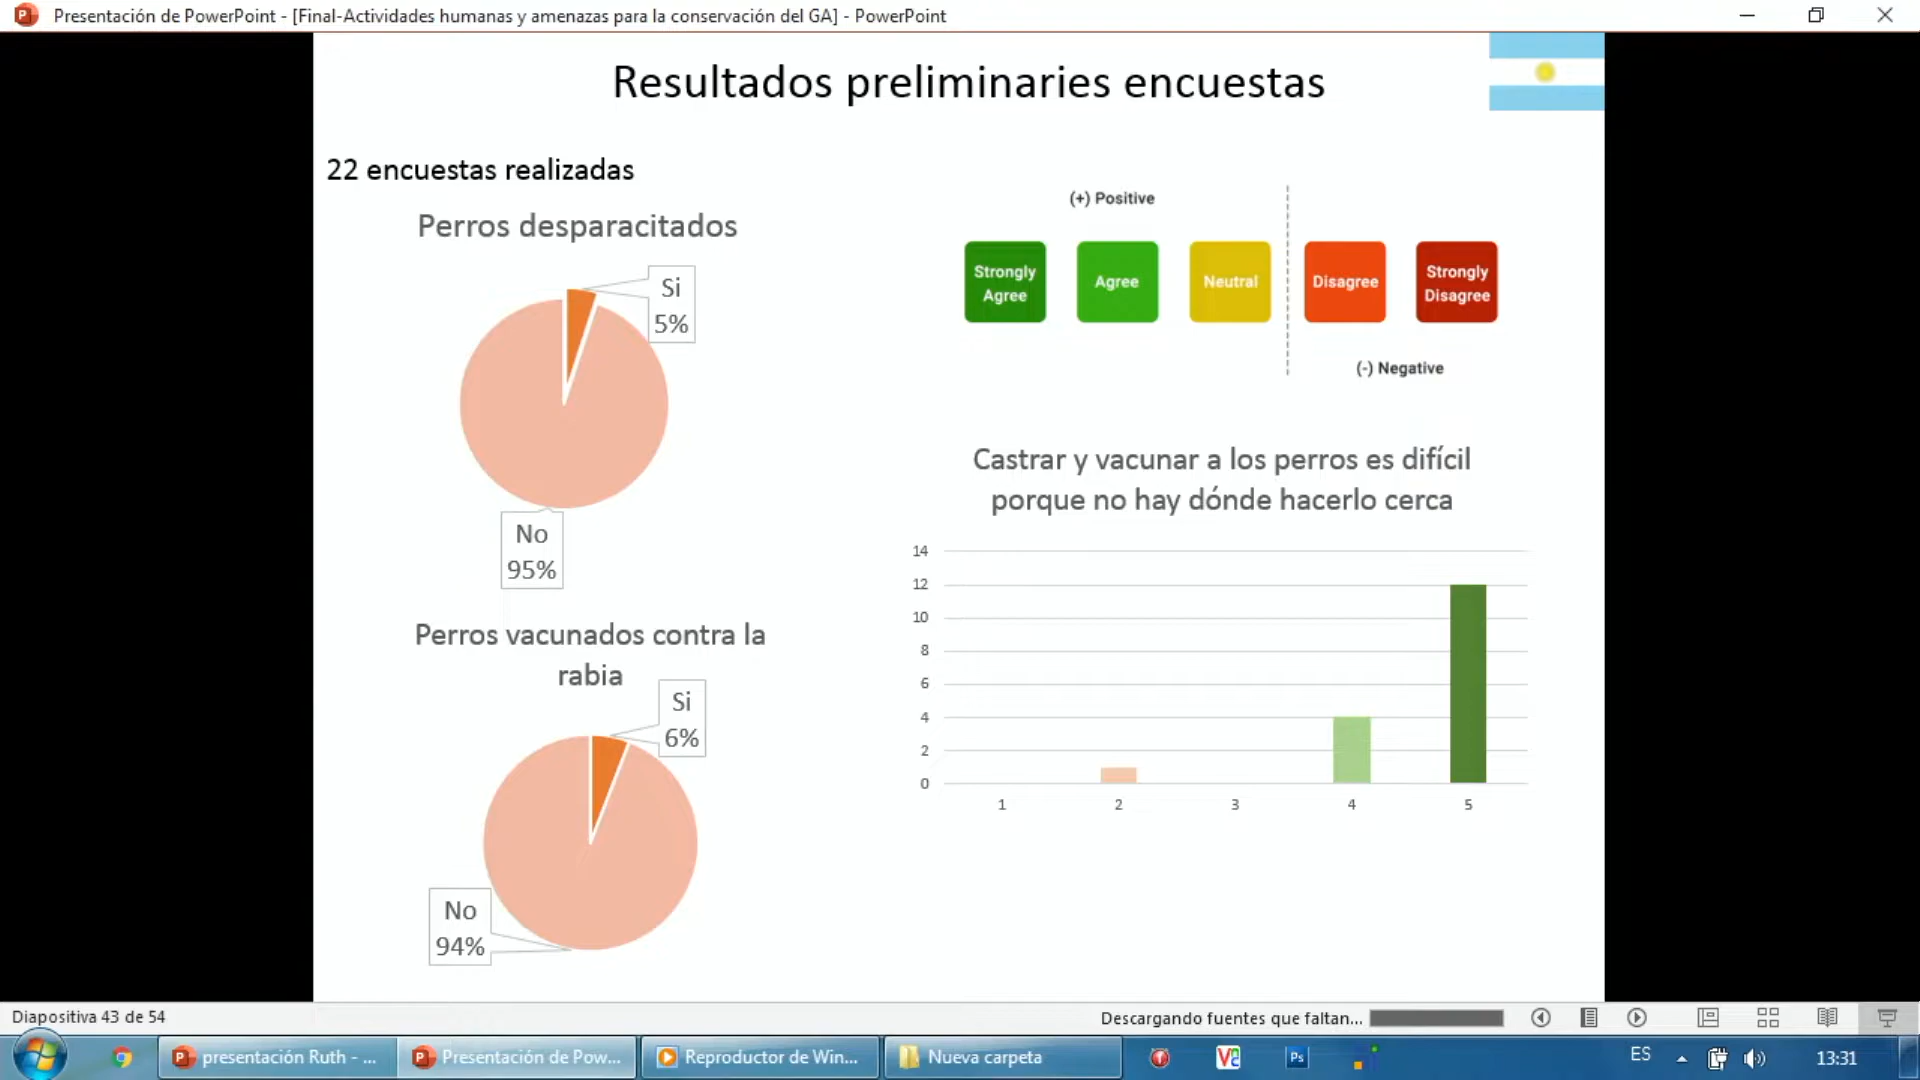 Presentación de PowerPoint - [Final-Actividades humanas y amenazas para la conservación del GA] - PowerPoint
Resultados preliminaries encuestas
22 encuestas realizadas
Perros desparacitados
Si
5%
No
95%
Perros vacunados contra la
rabia
Si
6%
No
94%
(+) Positive
Strongly
Agree
Agree
Neutral
Disagree
Strongly
Disagree
(-) Negative
Castrar y vacunar a los perros es difícil
porque no hay dónde hacerlo cerca
14
12
10
8
6
4
2
0
1 2 3 4 5
Diapositiva 43 de 54
Descargando fuentes que faltan...
presentación Ruth - ...
Presentación de Pow...
Reproductor de Win...
Nueva carpeta
Ps
ES
13:31